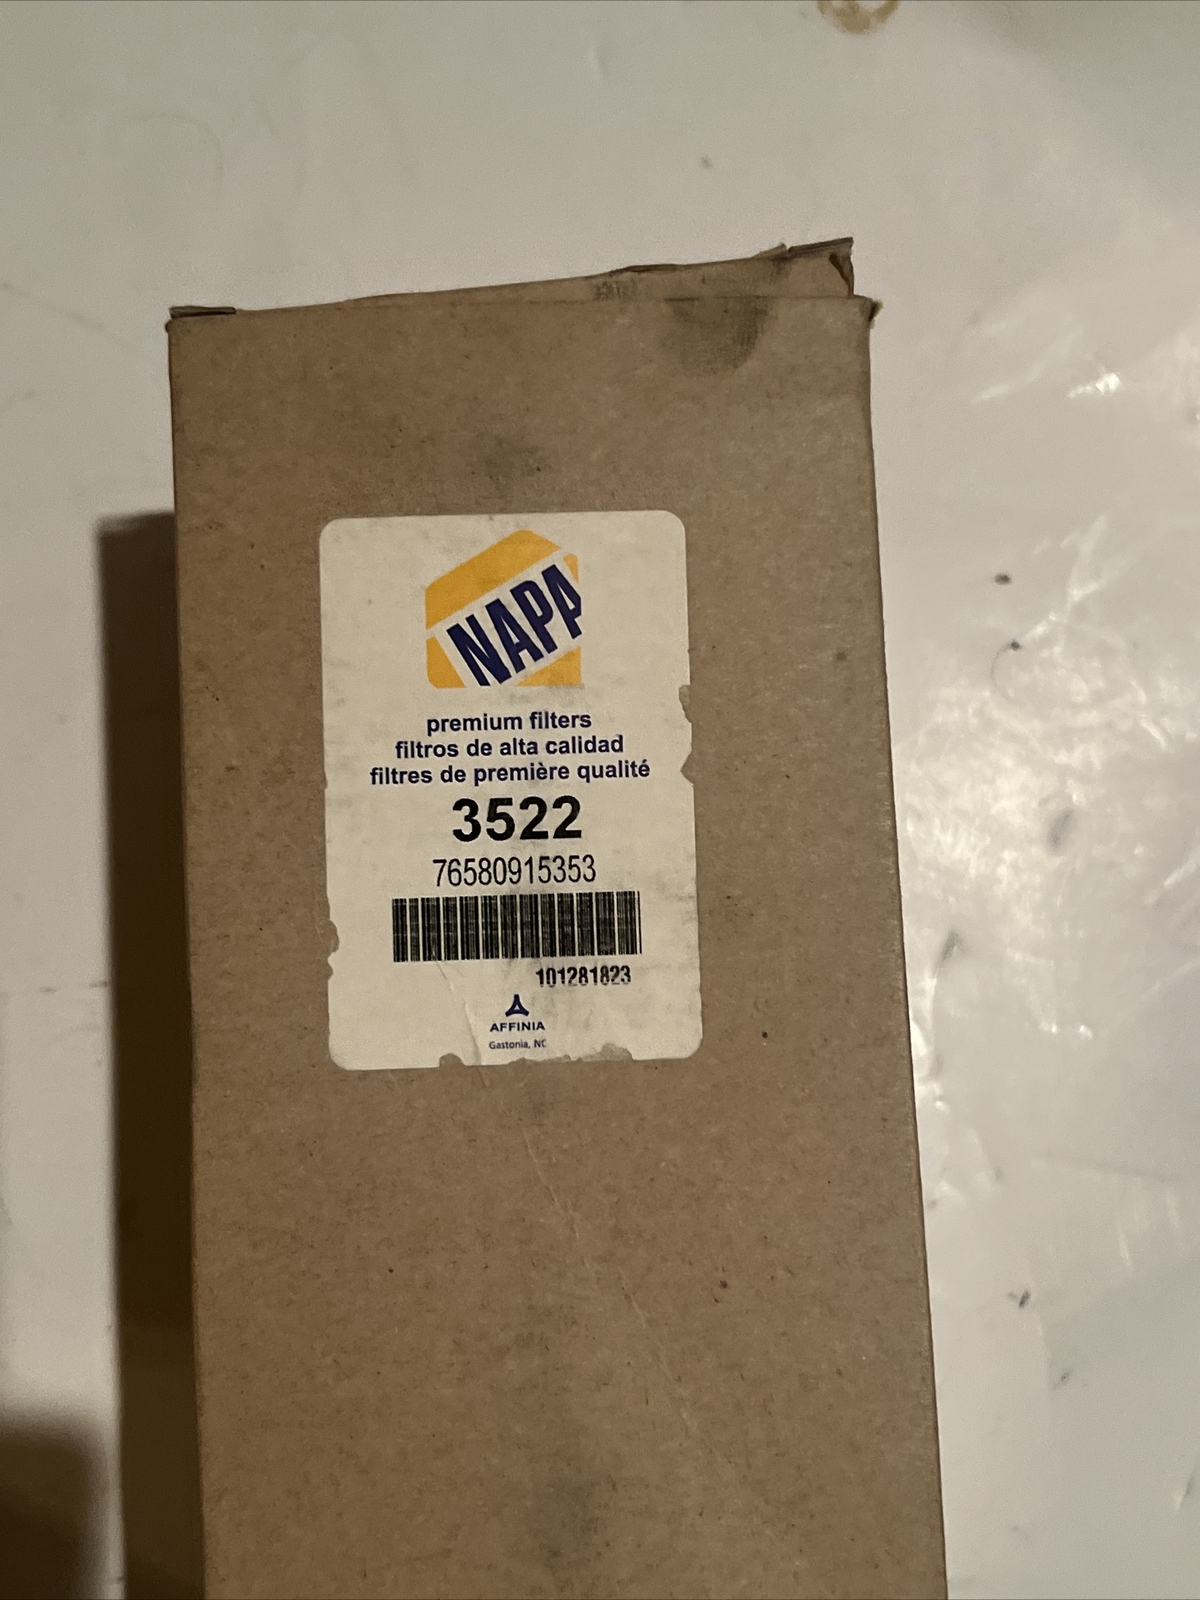 NAPA
premium filters
filtros de alta calidad
filtres de première qualité
3522
76580915353
101281823
AFFINIA
Gastonia, NC